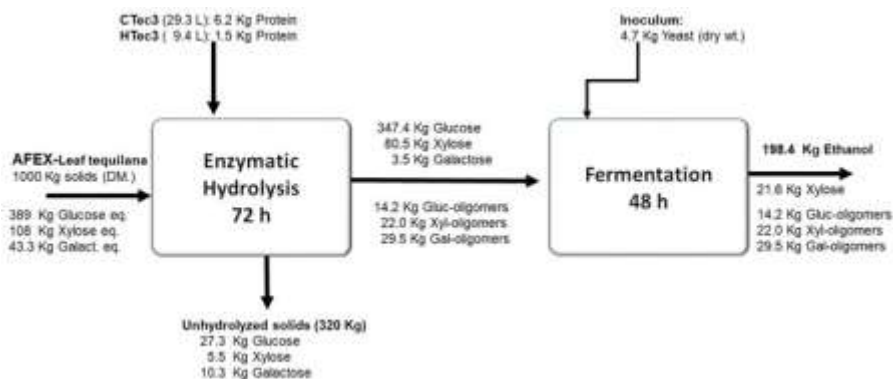 CTec3 (29.3 L): 6.2 Kg Protein
HTec3 ( 9.4 L): 1.5 Kg Protein
Inoculum:
4.7 Kg Yeast (dry wt.)
AFEX-Leaf tequilana
1000 Kg solids (DM.)
389 Kg Glucose eq.
108 Kg Xylose eq.
43.3 Kg Galact. eq.
Enzymatic
Hydrolysis
72 h
347.4 Kg Glucose
80.5 Kg Xylose
3.5 Kg Galactose
14.2 Kg Gluc-oligomers
22.0 Kg Xyl-oligomers
29.5 Kg Gal-oligomers
Fermentation
48 h
198.4 Kg Ethanol
21.6 Kg Xylose
14.2 Kg Gluc-oligomers
22.0 Kg Xyl-oligomers
29.5 Kg Gal-oligomers
Unhydrolyzed solids (320 Kg)
27.3 Kg Glucose
5.5 Kg Xylose
10.3 Kg Galactose